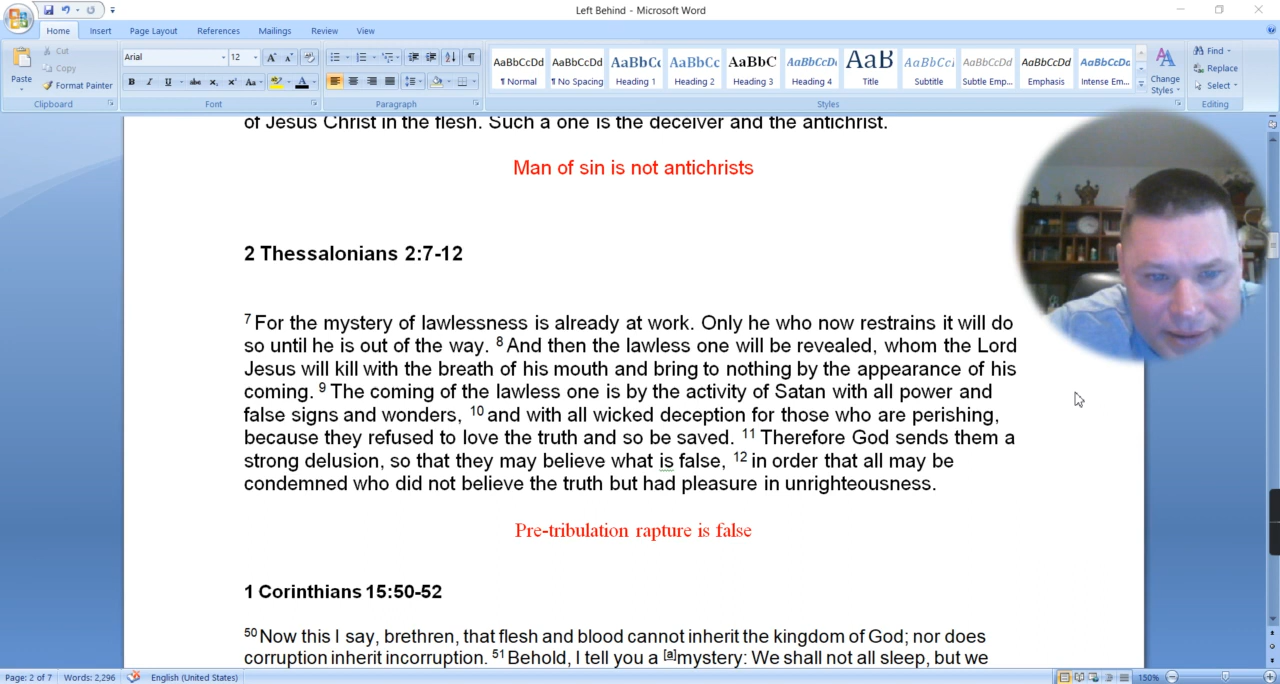 Left Behind - Microsoft Word
Home Insert Page Layout References Mailings Review View
Cut
Copy
Format Painter
Paste
Arial 12
AaBbCcDd AaBbCcDd AaBbCc AaBbCc AaBbC AaBbCcDc AaB AaBbCcl AaBbCcDd AaBbCcDd AaBbCcDc
¶ Normal ¶ No Spacing Heading 1 Heading 2 Heading 3 Heading 4 Title Subtitle Subtle Emp... Emphasis Intense Em...
Change Styles
Find
Replace
Select
Clipboard Font Paragraph Styles Editing
of Jesus Christ in the flesh. Such a one is the deceiver and the antichrist.
Man of sin is not antichrists
2 Thessalonians 2:7-12
7 For the mystery of lawlessness is already at work. Only he who now restrains it will do
so until he is out of the way. 8 And then the lawless one will be revealed, whom the Lord
Jesus will kill with the breath of his mouth and bring to nothing by the appearance of his
coming. 9 The coming of the lawless one is by the activity of Satan with all power and
false signs and wonders, 10 and with all wicked deception for those who are perishing,
because they refused to love the truth and so be saved. 11 Therefore God sends them a
strong delusion, so that they may believe what is false, 12 in order that all may be
condemned who did not believe the truth but had pleasure in unrighteousness.
Pre-tribulation rapture is false
1 Corinthians 15:50-52
50 Now this I say, brethren, that flesh and blood cannot inherit the kingdom of God; nor does
corruption inherit incorruption. 51 Behold, I tell you a [a]mystery: We shall not all sleep, but we
Page: 2 of 7 Words: 2,296 English (United States) 150%